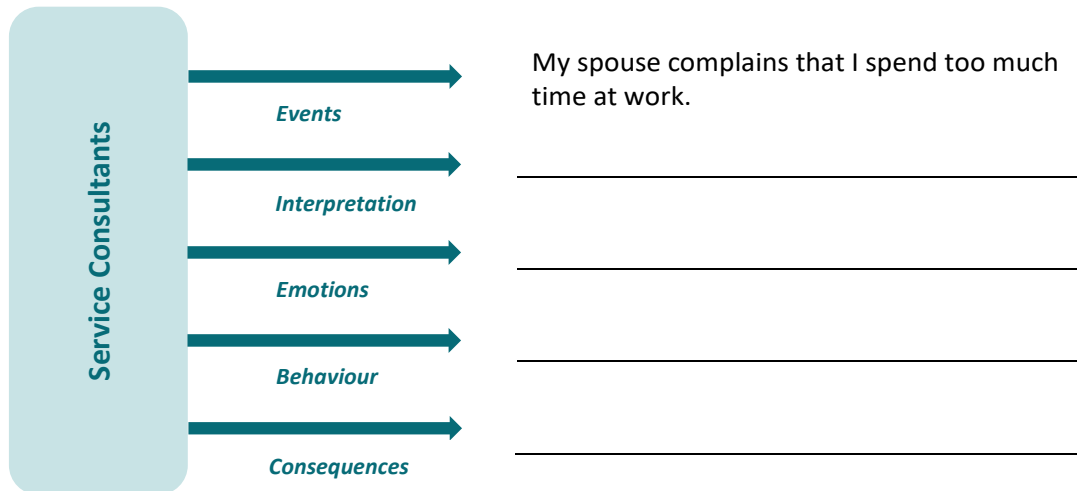 Service Consultants
My spouse complains that I spend too much
time at work.
Events
Interpretation
Emotions
Behaviour
Consequences